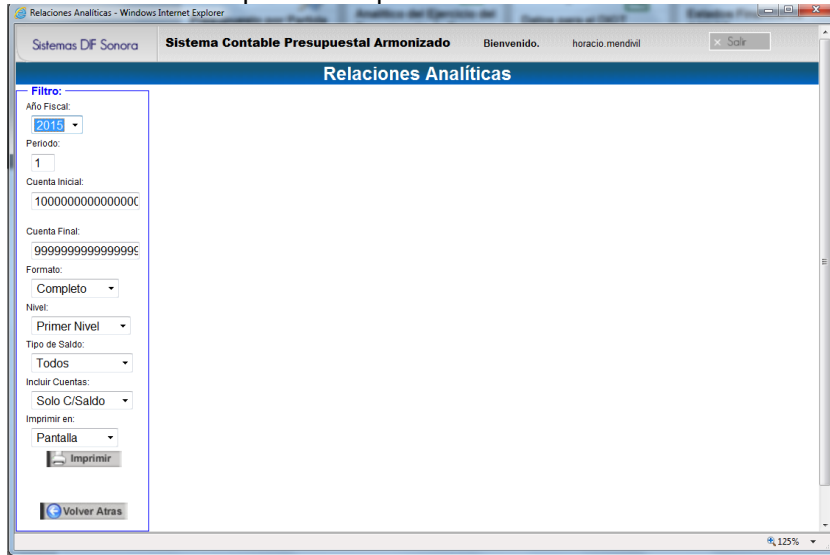 Relaciones Analíticas - Windows Internet Explorer
Sistemas DIF Sonora
Sistema Contable Presupuestal Armonizado
Bienvenido.
horacio.mendivil
Salir
Relaciones Analíticas
Filtro:
Año Fiscal:
2015
Periodo:
1
Cuenta Inicial:
1000000000000000
Cuenta Final:
9999999999999999
Formato:
Completo
Nivel:
Primer Nivel
Tipo de Saldo:
Todos
Incluir Cuentas:
Solo C/Saldo
Imprimir en:
Pantalla
Imprimir
Volver Atras
125%